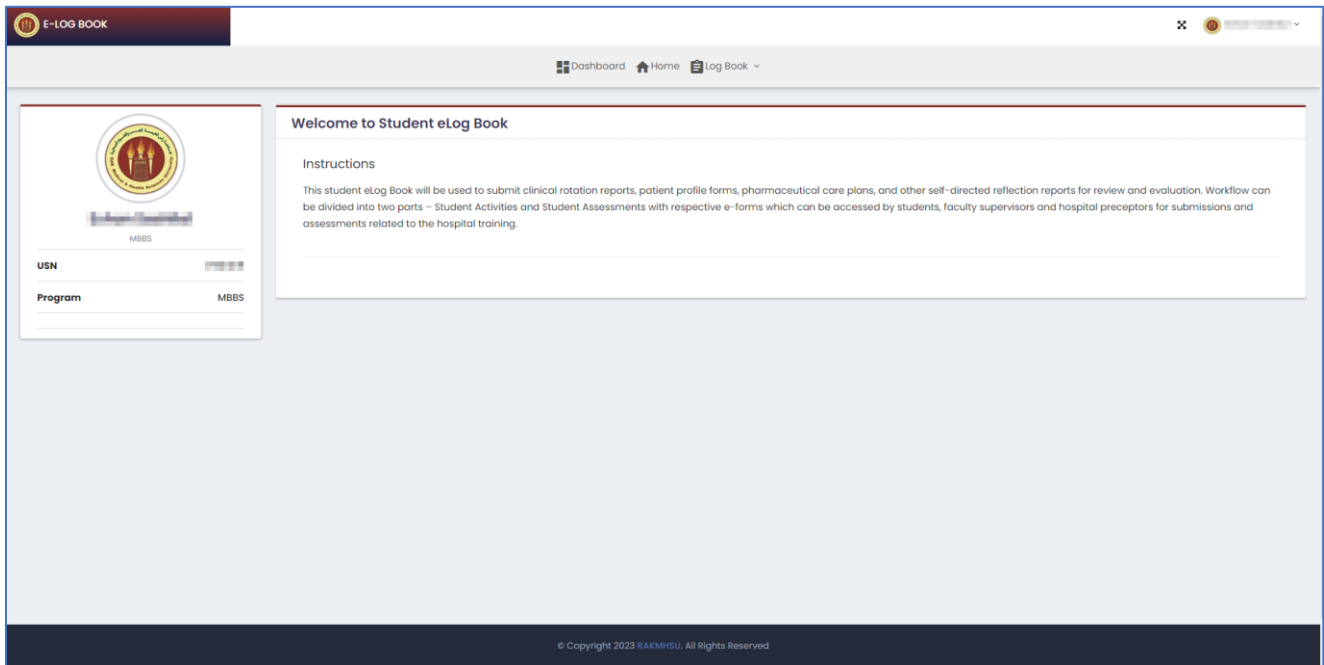 E-LOG BOOK
Dashboard Home Log Book
Welcome to Student eLog Book
Instructions
This student eLog Book will be used to submit clinical rotation reports, patient profile forms, pharmaceutical care plans, and other self-directed reflection reports for review and evaluation. Workflow can
be divided into two parts – Student Activities and Student Assessments with respective e-forms which can be accessed by students, faculty supervisors and hospital preceptors for submissions and
assessments related to the hospital training.
MBBS
USN
Program MBBS
© Copyright 2023 RAKMHSU. All Rights Reserved